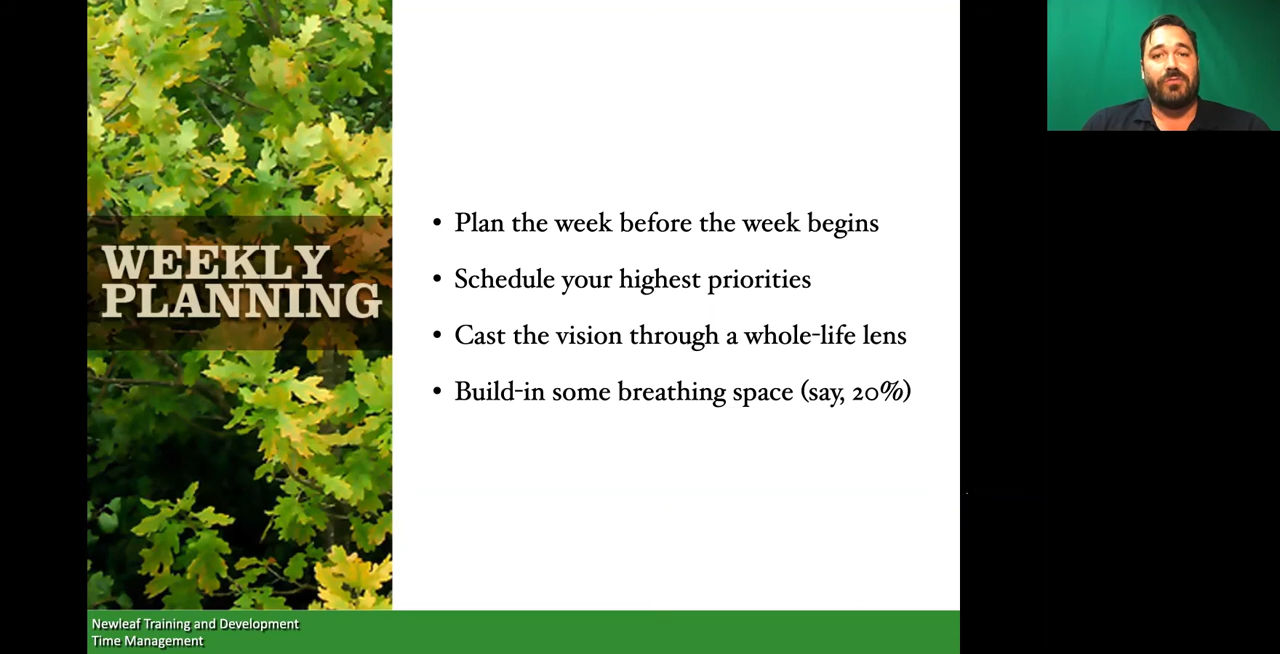 WEEKLY
PLANNING
• Plan the week before the week begins
• Schedule your highest priorities
• Cast the vision through a whole-life lens
• Build-in some breathing space (say, 20%)
Newleaf Training and Development
Time Management